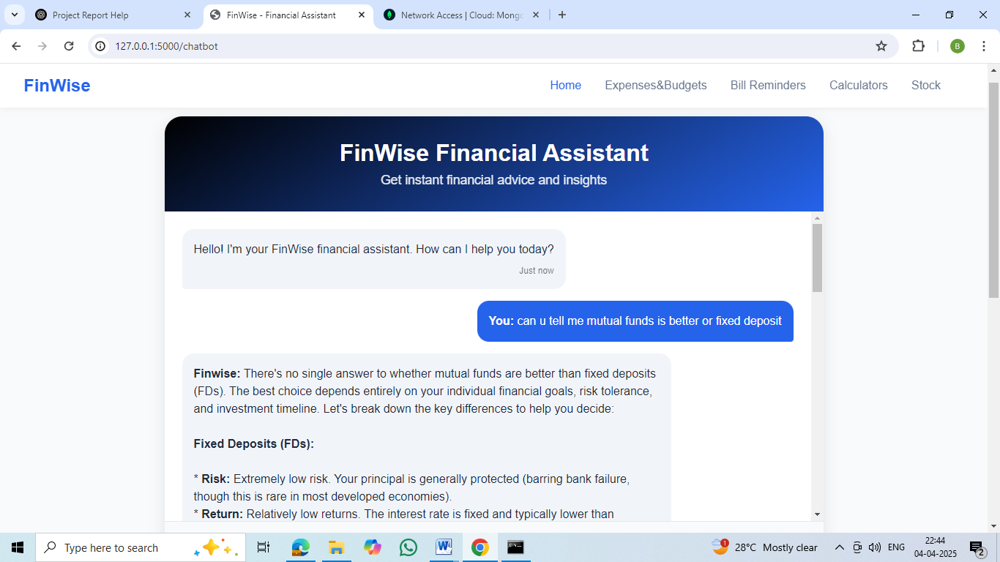 Project Report Help
FinWise - Financial Assistant
Network Access | Cloud: Mongo
127.0.0.1:5000/chatbot
B
FinWise
Home
Expenses&Budgets
Bill Reminders
Calculators
Stock
FinWise Financial Assistant
Get instant financial advice and insights
Hello! I'm your FinWise financial assistant. How can I help you today?
Just now
You: can u tell me mutual funds is better or fixed deposit
Finwise: There's no single answer to whether mutual funds are better than fixed deposits
(FDs). The best choice depends entirely on your individual financial goals, risk tolerance,
and investment timeline. Let's break down the key differences to help you decide:
Fixed Deposits (FDs):
* Risk: Extremely low risk. Your principal is generally protected (barring bank failure,
though this is rare in most developed economies).
* Return: Relatively low returns. The interest rate is fixed and typically lower than
Type here to search
1
28°C Mostly clear
ENG
22:44
04-04-2025
2